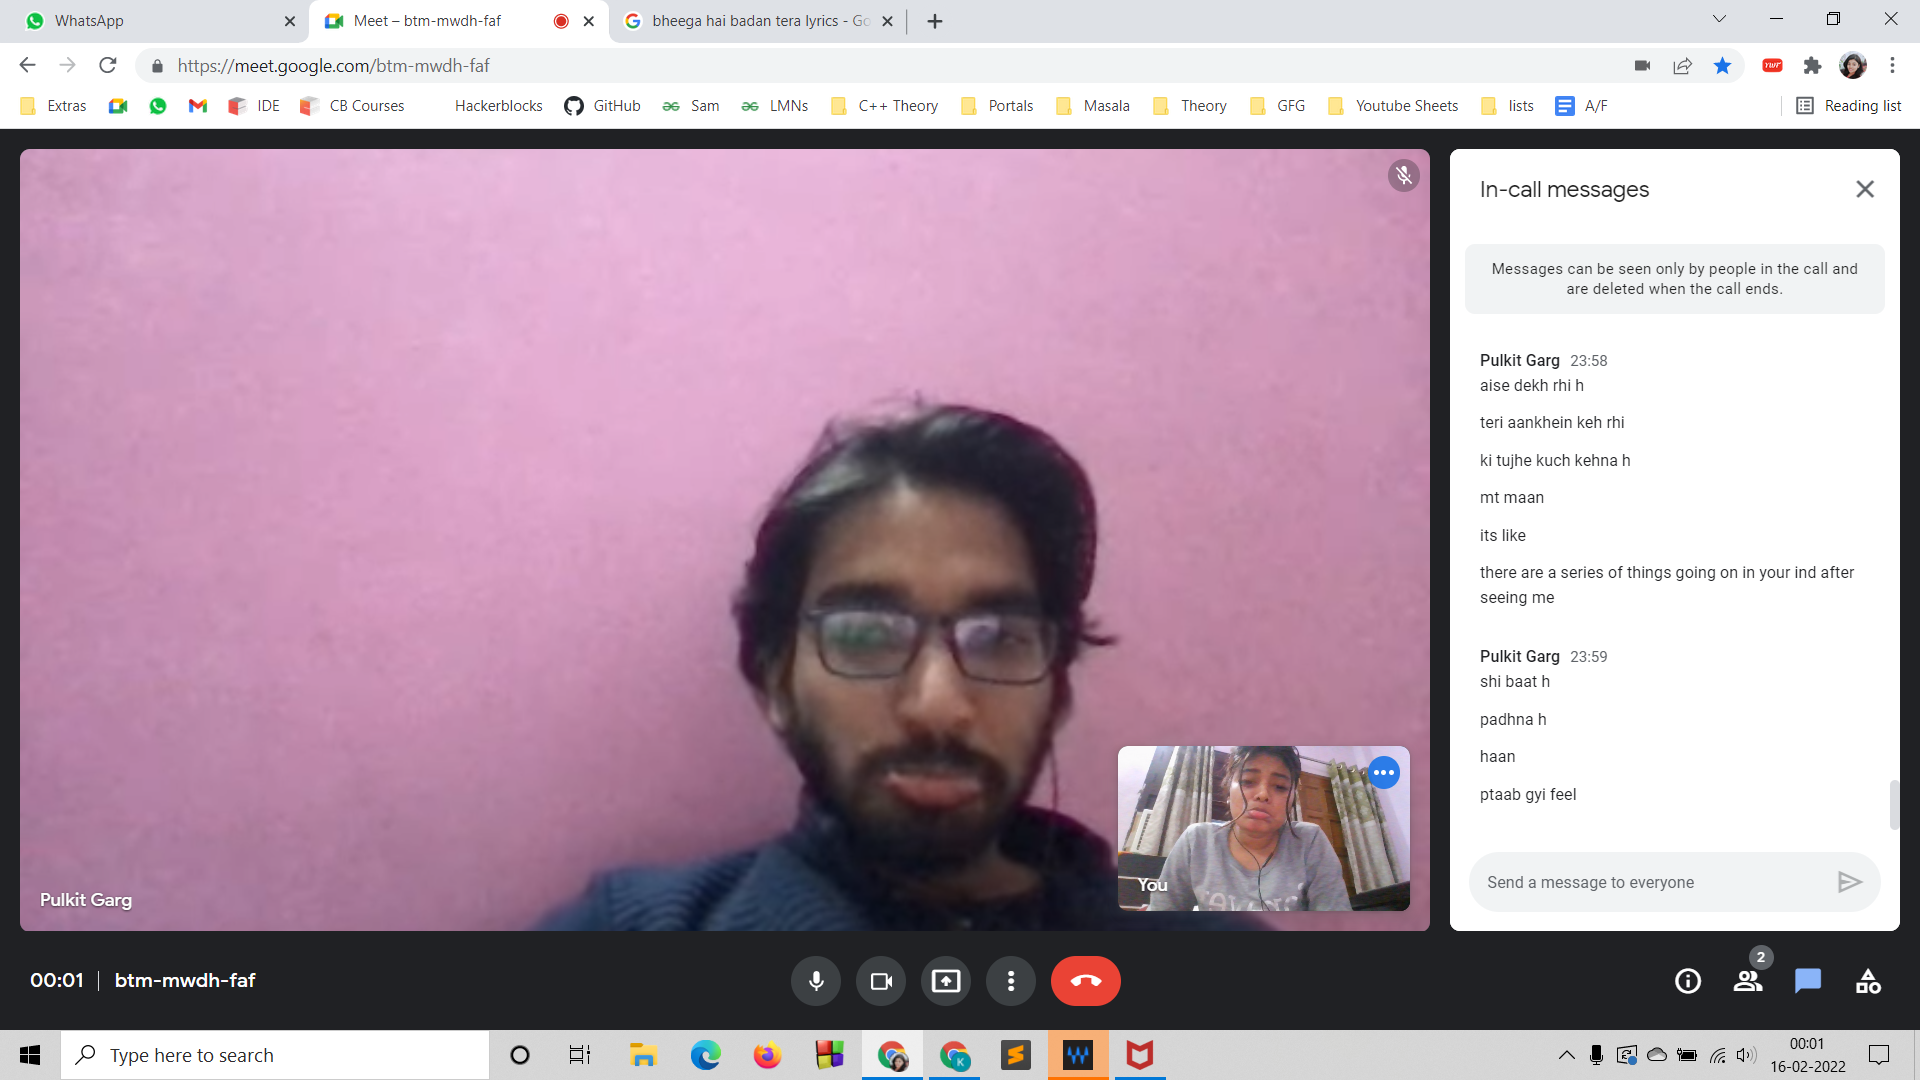 WhatsApp
Meet – btm-mwdh-faf
bheega hai badan tera lyrics - Go
https://meet.google.com/btm-mwdh-faf
Extras
IDE
CB Courses
Hackerblocks
GitHub
Sam
LMNs
C++ Theory
Portals
Masala
Theory
GFG
Youtube Sheets
lists
A/F
Reading list
In-call messages
Messages can be seen only by people in the call and
are deleted when the call ends.
Pulkit Garg 23:58
aise dekh rhi h
teri aankhein keh rhi
ki tujhe kuch kehna h
mt maan
its like
there are a series of things going on in your ind after
seeing me
Pulkit Garg 23:59
shi baat h
padhna h
haan
ptaab gyi feel
Send a message to everyone
You
Pulkit Garg
00:01 | btm-mwdh-faf
2
Type here to search
K
00:01
16-02-2022